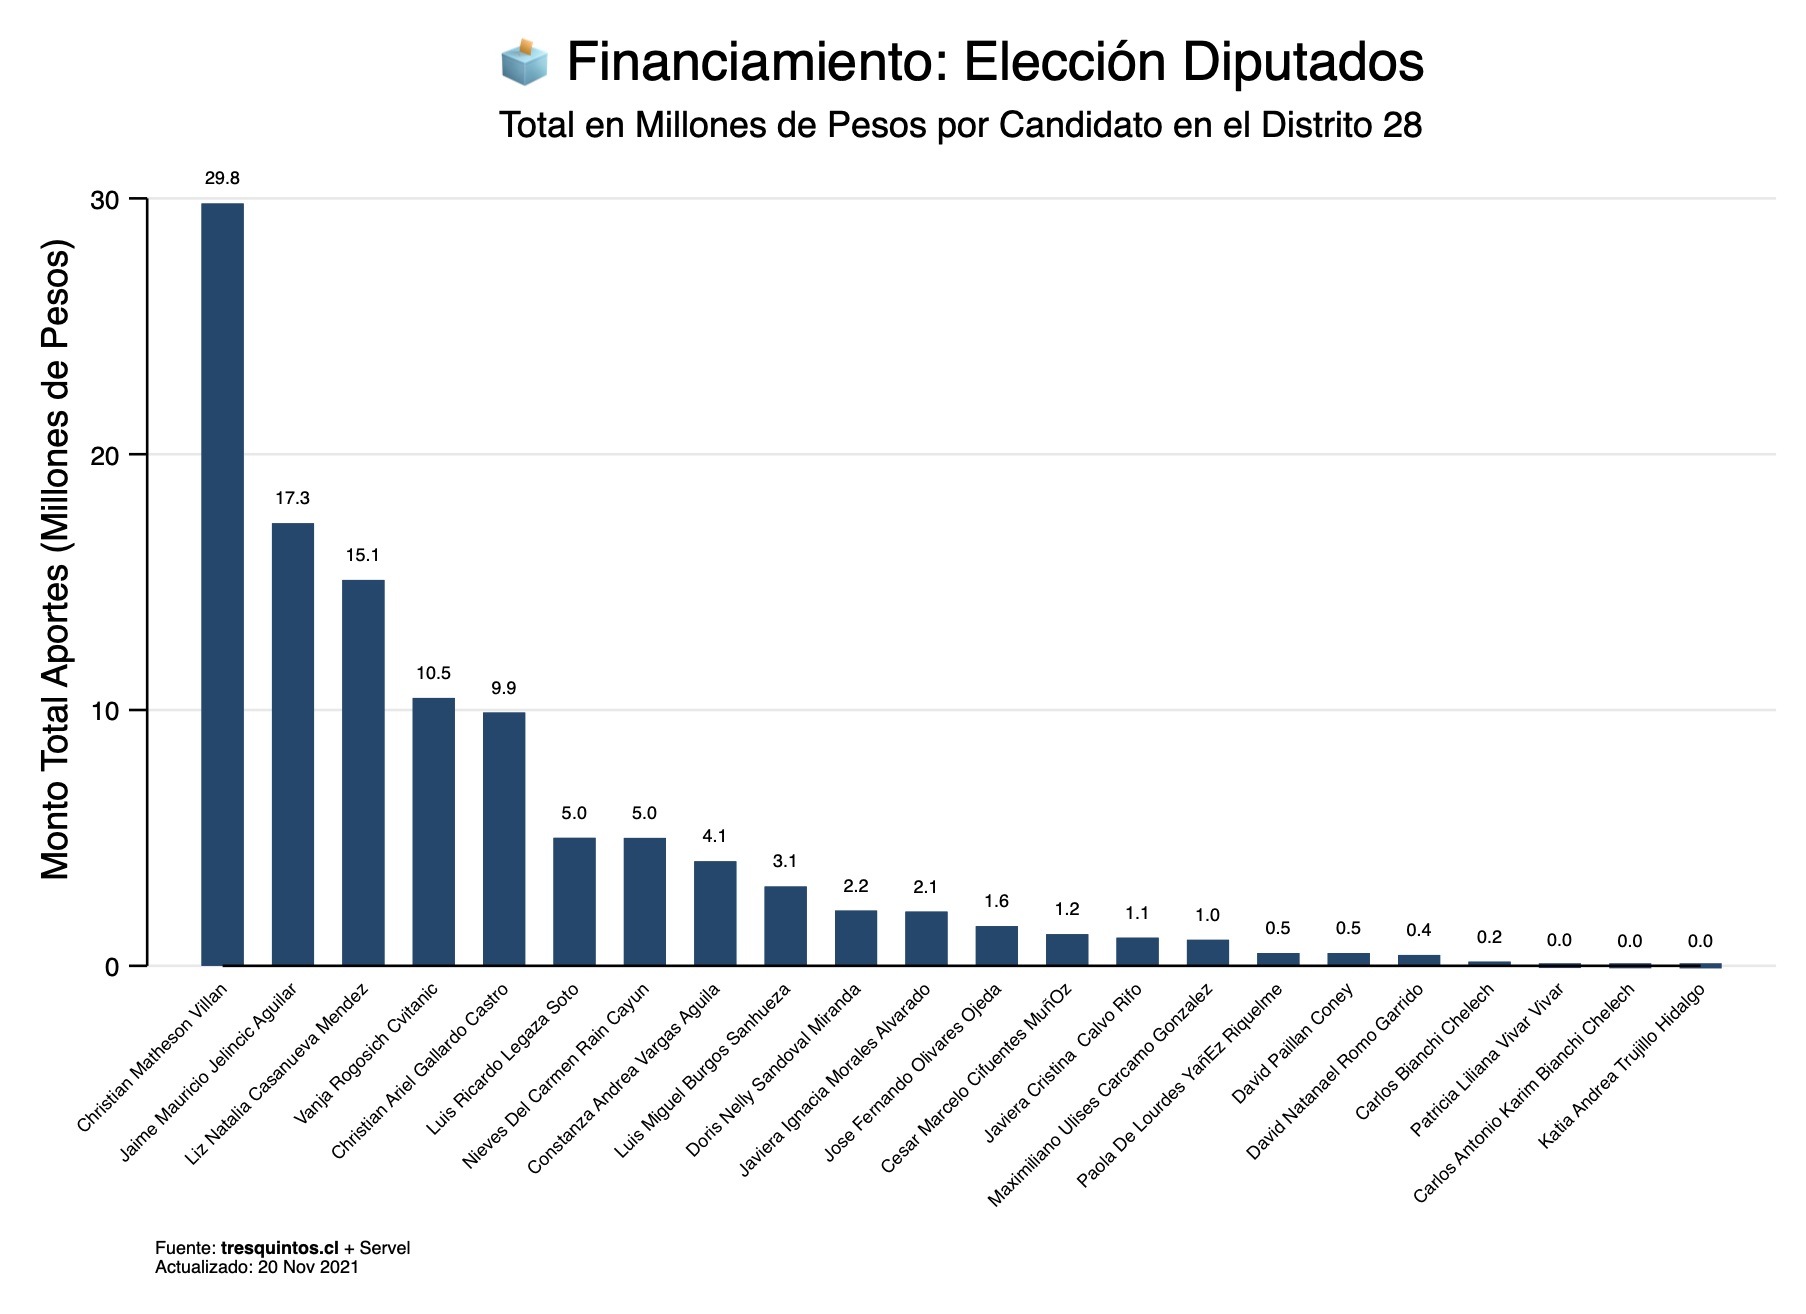 Financiamiento: Elección Diputados
Total en Millones de Pesos por Candidato en el Distrito 28
Monto Total Aportes (Millones de Pesos)
30
20
10
0
29.8
17.3
15.1
10.5
9.9
5.0
5.0
4.1
3.1
2.2
2.1
1.6
1.2
1.1
1.0
0.5
0.5
0.4
0.2
0.0
0.0
0.0
Christian Matheson Villan
Jaime Mauricio Jelincic Aguilar
Liz Natalia Casanueva Mendez
Vanja Rogosich Cvitanic
Christian Ariel Gallardo Castro
Luis Ricardo Legaza Soto
Nieves Del Carmen Rain Cayun
Constanza Andrea Vargas Aguila
Luis Miguel Burgos Sanhueza
Doris Nelly Sandoval Miranda
Javiera Ignacia Morales Alvarado
Jose Fernando Olivares Ojeda
Cesar Marcelo Cifuentes MuñOz
Javiera Cristina  Calvo Rifo
Maximiliano Ulises Carcamo Gonzalez
Paola De Lourdes YañEz Riquelme
David Paillan Coney
David Natanael Romo Garrido
Carlos Bianchi Chelech
Patricia Liliana Vivar Vivar
Carlos Antonio Karim Bianchi Chelech
Katia Andrea Trujillo Hidalgo
Fuente: tresquintos.cl + Servel
Actualizado: 20 Nov 2021